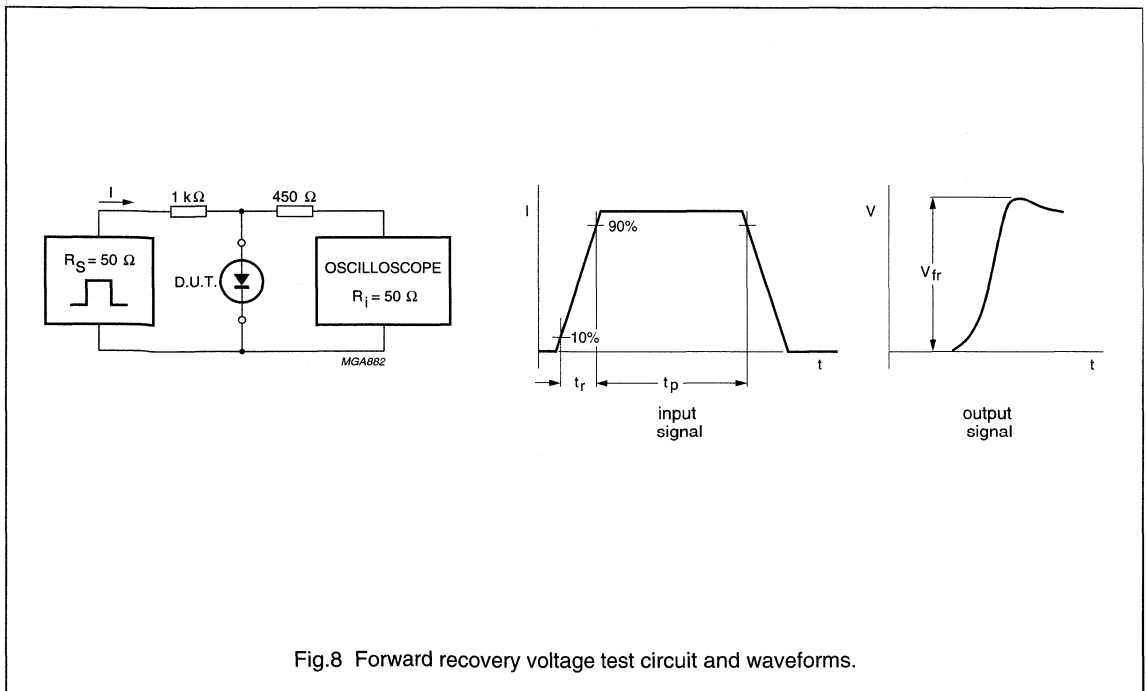 I
1 kΩ
450 Ω
R_S = 50 Ω
D.U.T.
OSCILLOSCOPE
R_i = 50 Ω
MGA882
I
90%
10%
t
t_r
t_p
input
signal
V
V_fr
t
output
signal
Fig.8 Forward recovery voltage test circuit and waveforms.